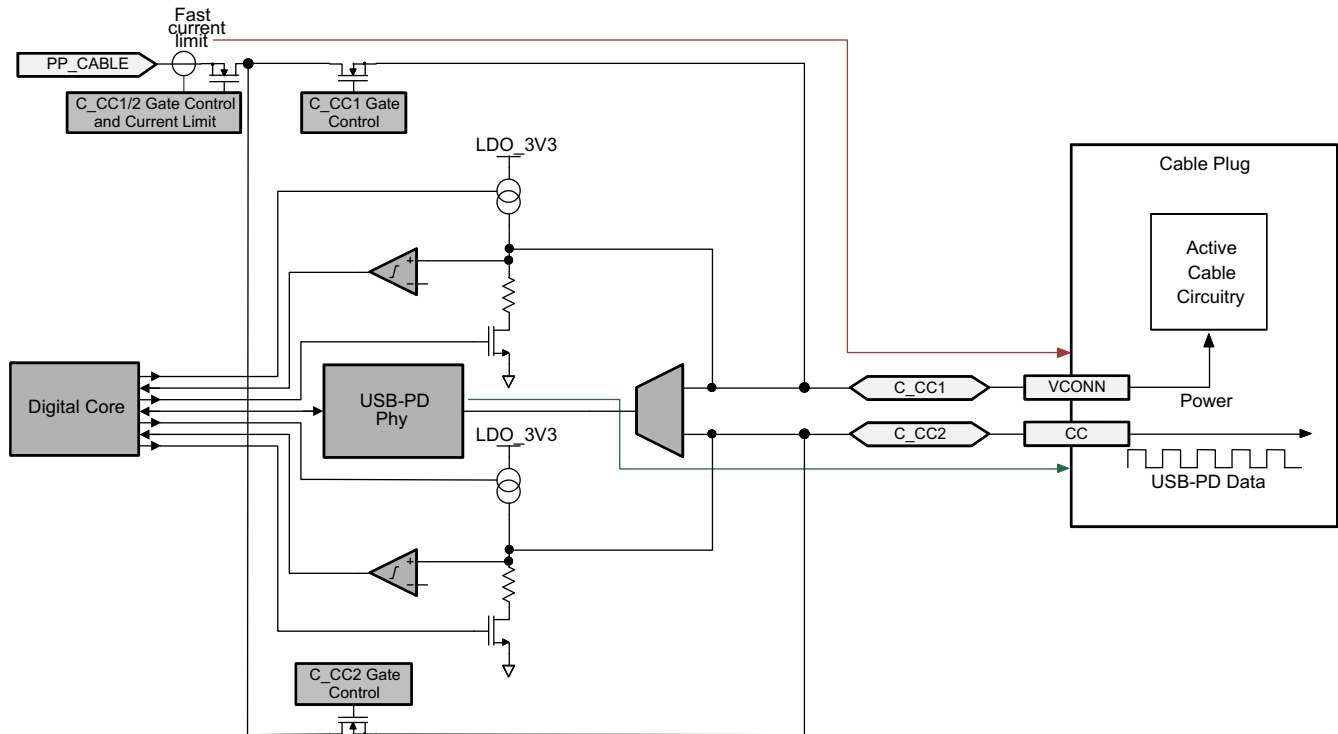 Fast
current
limit
PP_CABLE
C_CC1/2 Gate Control
and Current Limit
C_CC1 Gate
Control
LDO_3V3
Cable Plug
Active
Cable
Circuitry
Digital Core
USB-PD
Phy
C_CC1
VCONN
Power
C_CC2
CC
LDO_3V3
USB-PD Data
C_CC2 Gate
Control